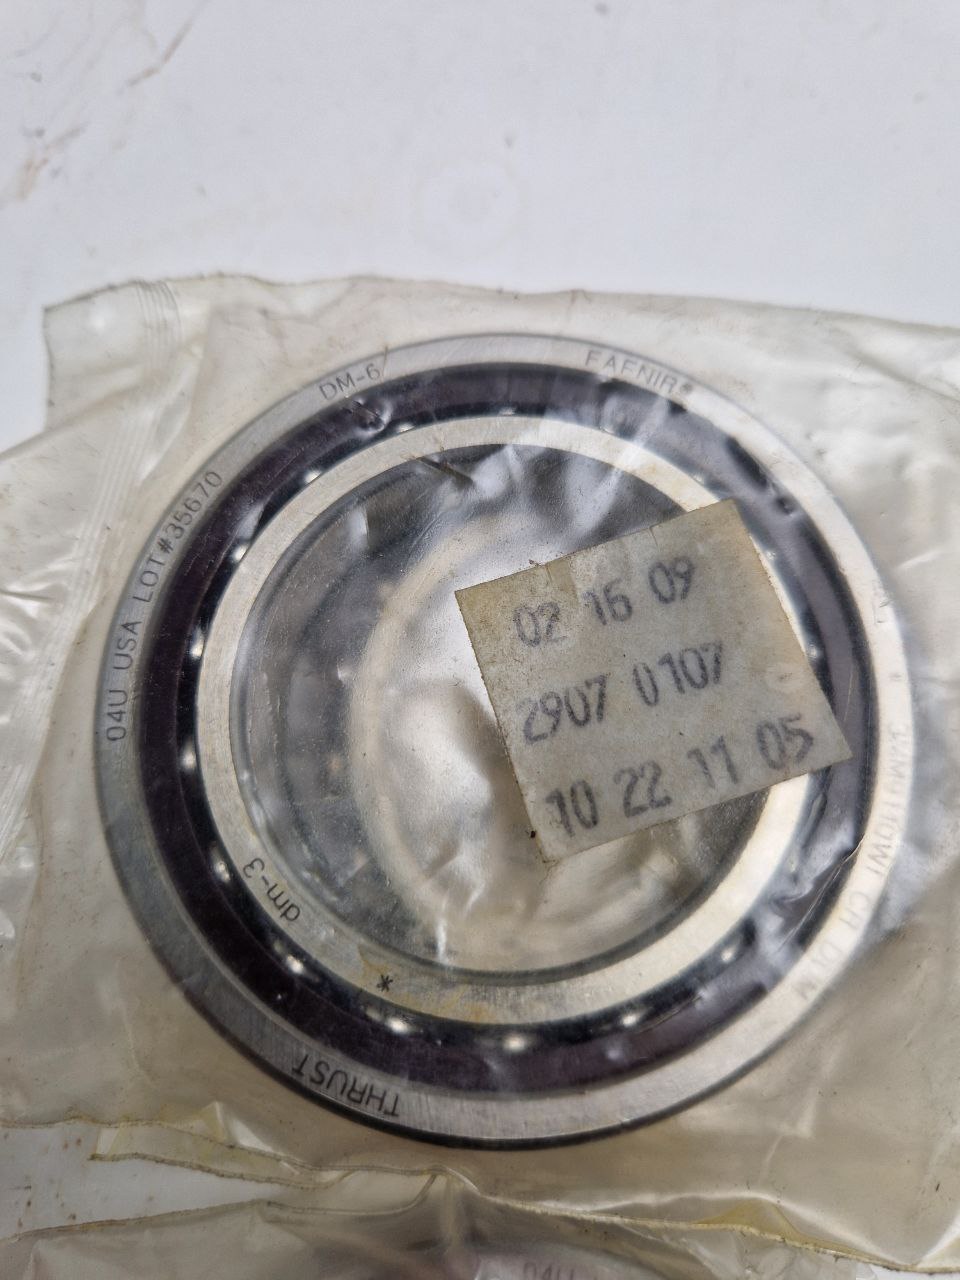 DM-6
FAFNIR®
04U USA LOT#35670
02 16 09
2907 0107
10 22 11 05
dm-3
*
THRUST
04U